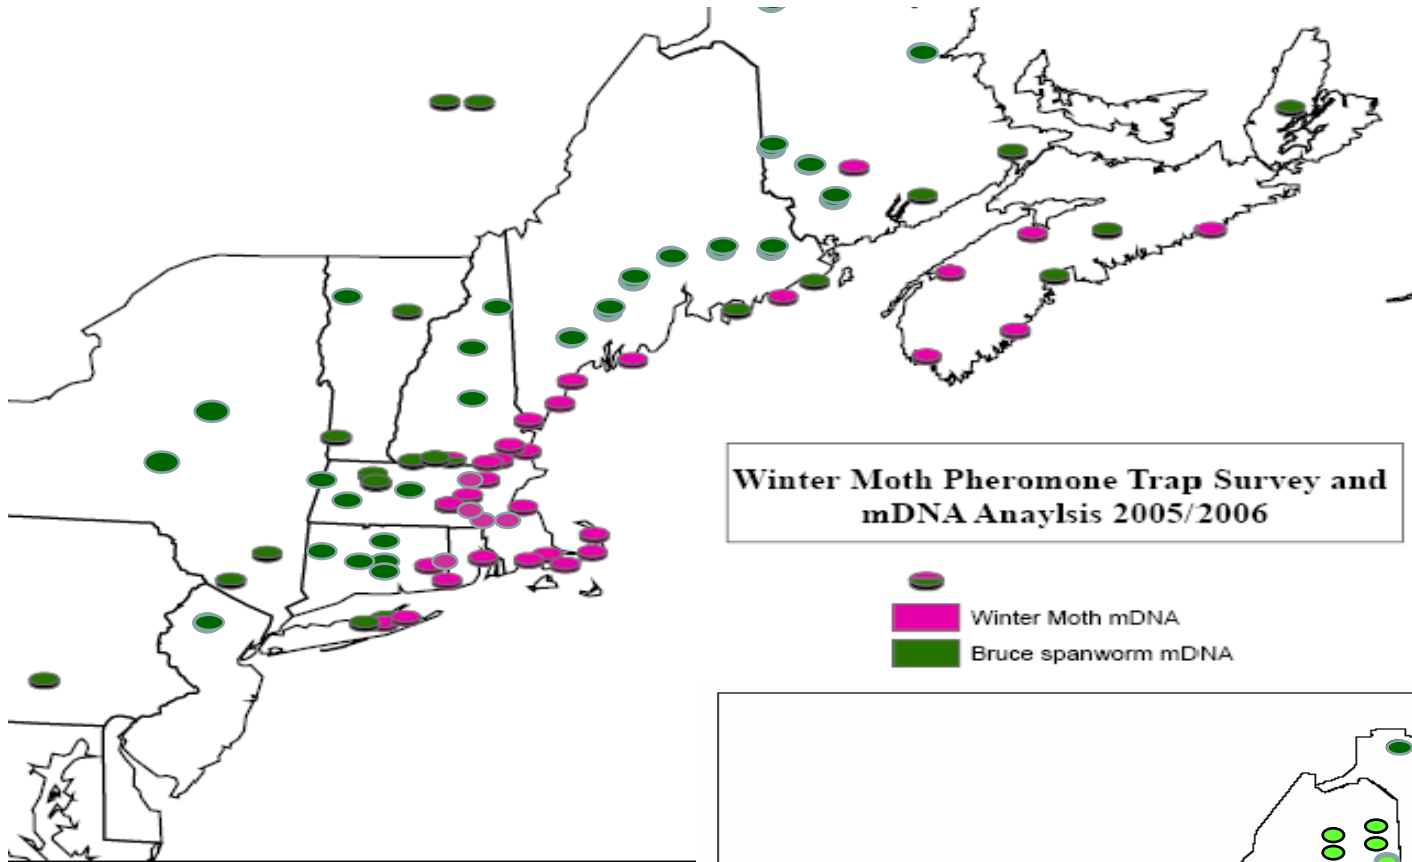 Winter Moth Pheromone Trap Survey and
mDNA Anaylsis 2005/2006
Winter Moth mDNA
Bruce spanworm mDNA